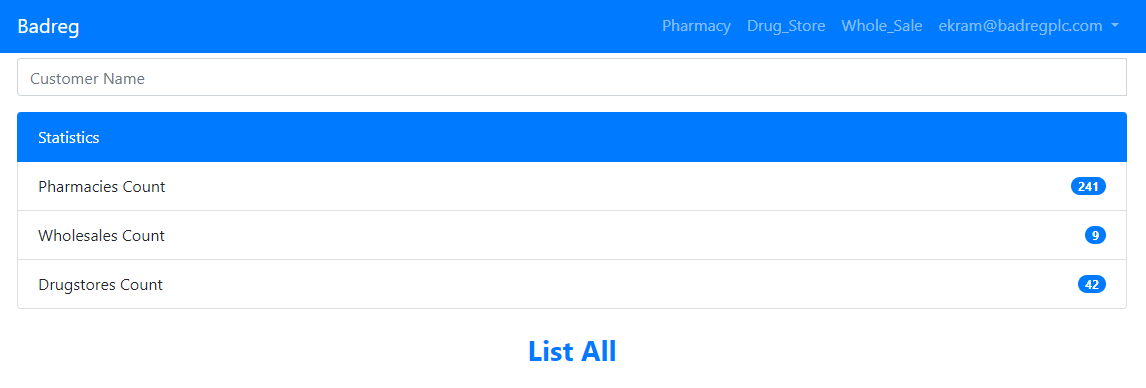 Badreg Pharmacy Drug_Store Whole_Sale ekram@badregplc.com
Customer Name
Statistics
Pharmacies Count 241
Wholesales Count 9
Drugstores Count 42
List All